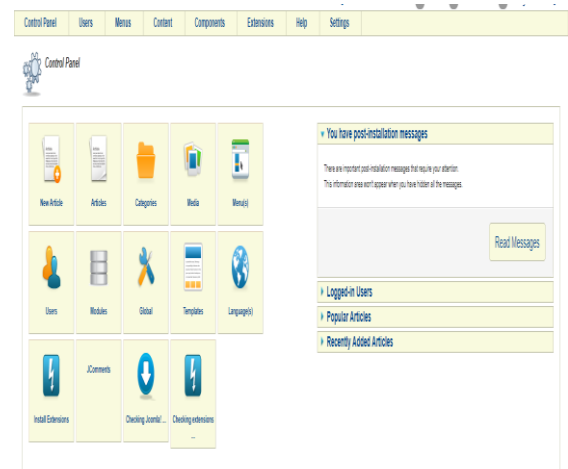 Control Panel Users Menus Content Components Extensions Help Settings
Control Panel
New Article Articles Categories Media Menu(s)
Users Modules Global Templates Language(s)
Install Extensions JComments Checking Joomla! ... Checking extensions ...
You have post-installation messages
There are important post-installation messages that require your attention.
This information area won't appear when you have hidden all the messages.
Read Messages
Logged-in Users
Popular Articles
Recently Added Articles